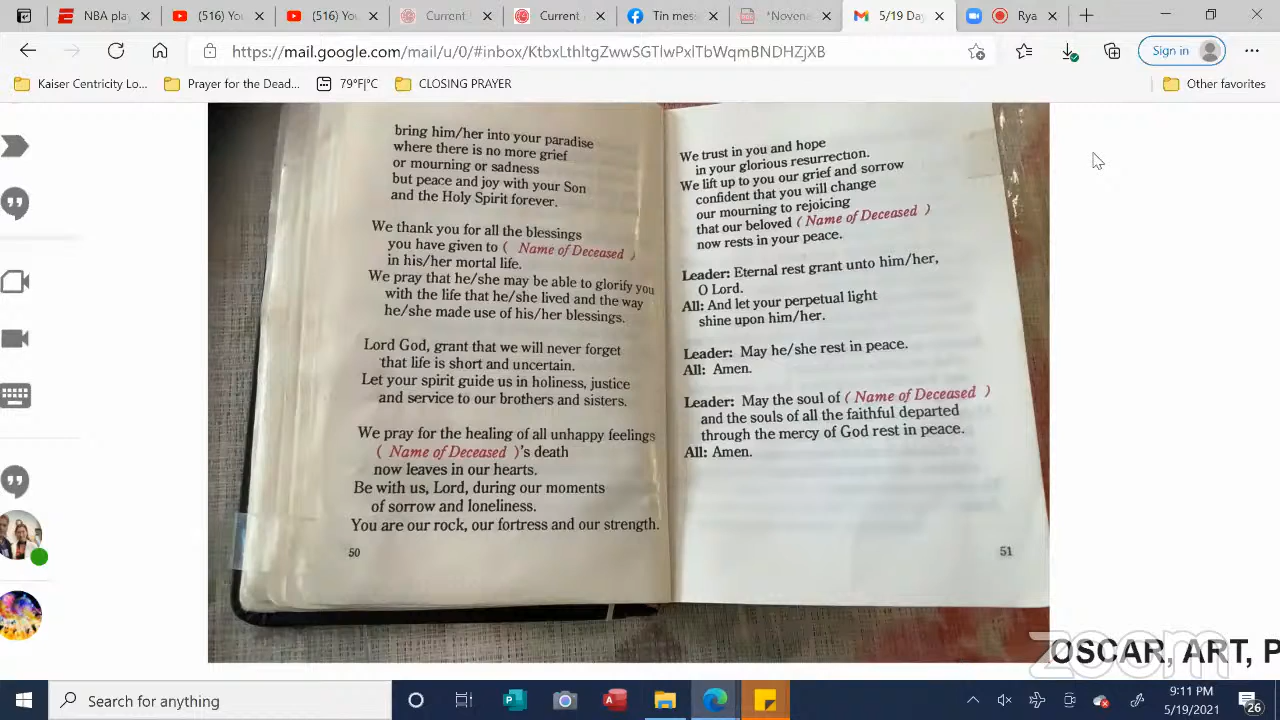 NBA play
(516) You
(516) You
Current
Current
Tin mes
*Novena
5/19 Day
Rya
https://mail.google.com/mail/u/0/#inbox/KtbxLthltgZwwSGTlwPxlTbWqmBNDHZjXB
Sign in
Kaiser Centricity Lo...
Prayer for the Dead...
79°F|°C
CLOSING PRAYER
Other favorites
bring him/her into your paradise
where there is no more grief
or mourning or sadness
but peace and joy with your Son
and the Holy Spirit forever.
We thank you for all the blessings
you have given to ( Name of Deceased )
in his/her mortal life.
We pray that he/she may be able to glorify you
with the life that he/she lived and the way
he/she made use of his/her blessings.
Lord God, grant that we will never forget
that life is short and uncertain.
Let your spirit guide us in holiness, justice
and service to our brothers and sisters.
We pray for the healing of all unhappy feelings
( Name of Deceased )'s death
now leaves in our hearts.
Be with us, Lord, during our moments
of sorrow and loneliness.
You are our rock, our fortress and our strength.
50
We trust in you and hope
in your glorious resurrection.
We lift up to you our grief and sorrow
confident that you will change
our mourning to rejoicing
that our beloved ( Name of Deceased )
now rests in your peace.
Leader: Eternal rest grant unto him/her,
O Lord.
All: And let your perpetual light
shine upon him/her.
Leader: May he/she rest in peace.
All: Amen.
Leader: May the soul of ( Name of Deceased )
and the souls of all the faithful departed
through the mercy of God rest in peace.
All: Amen.
51
zoom
OSCAR, ART, P
Search for anything
9:11 PM
5/19/2021
26